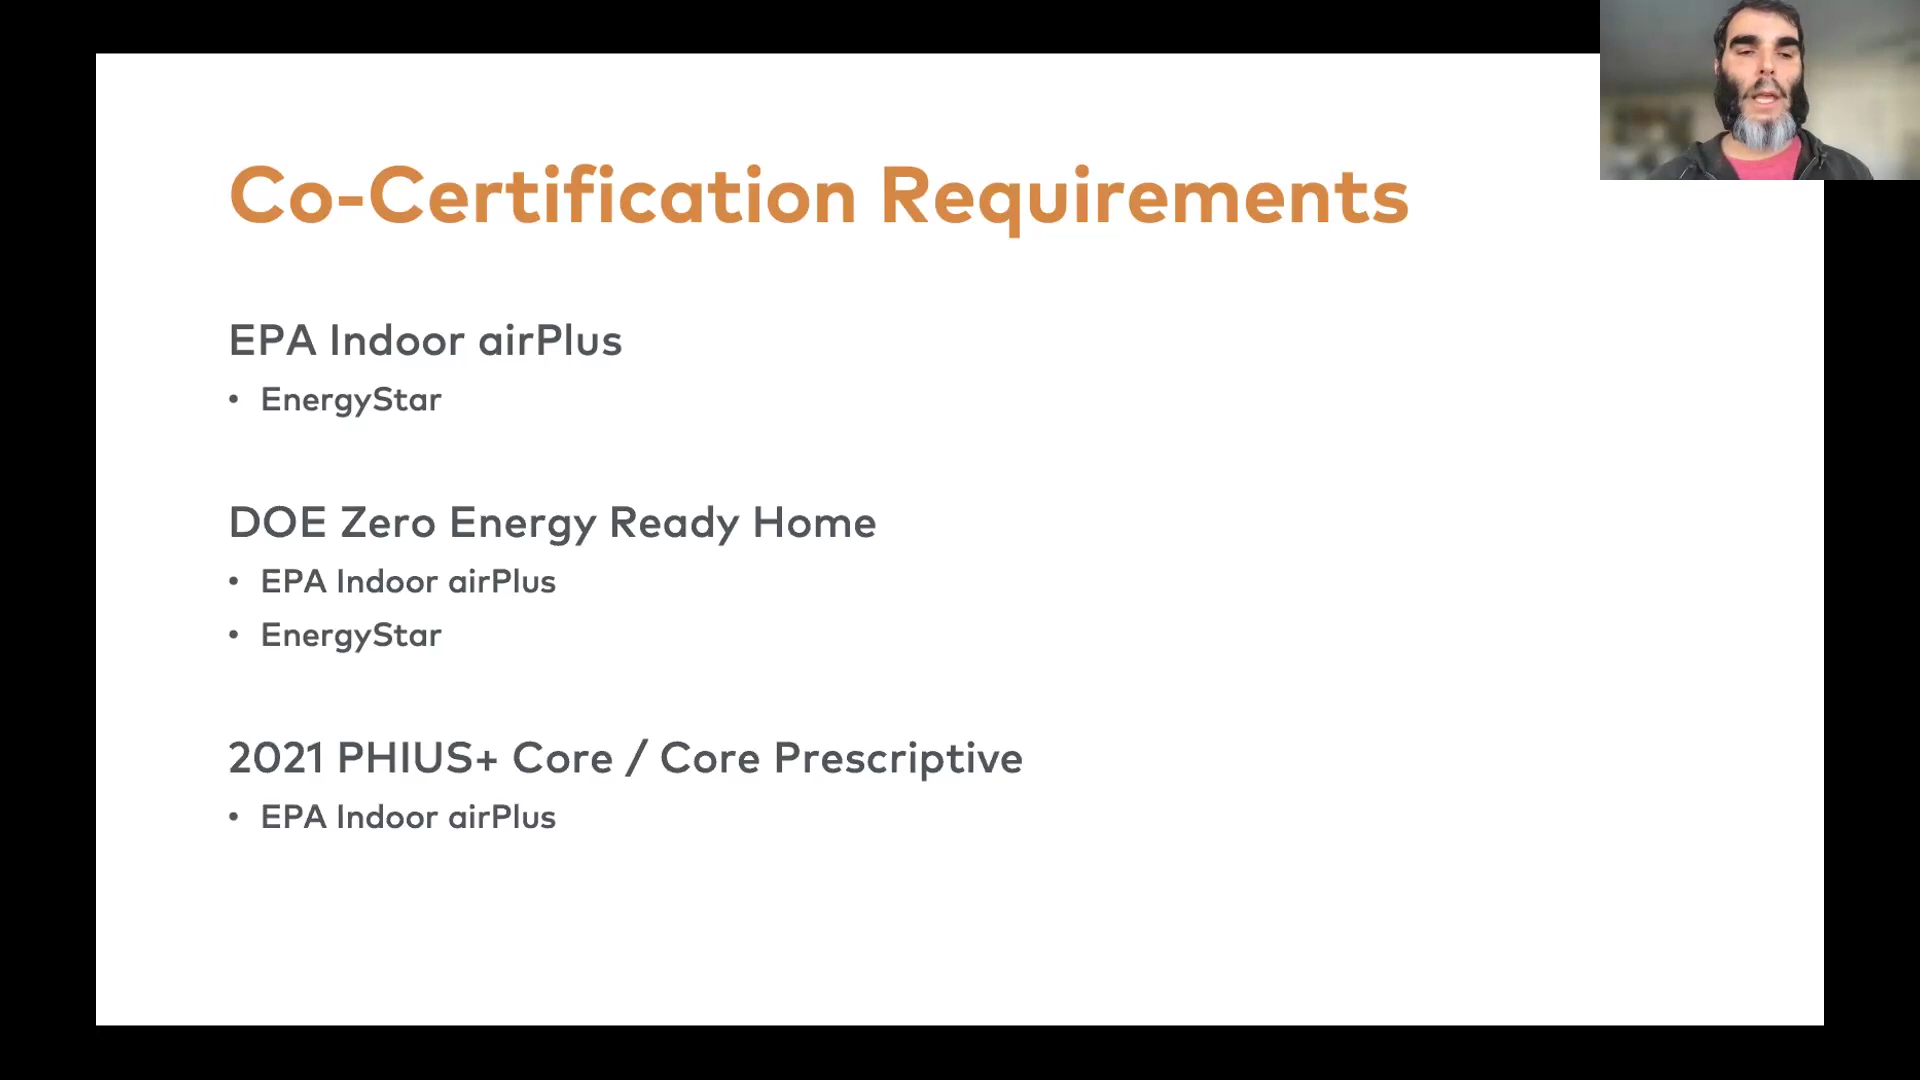 Co-Certification Requirements
EPA Indoor airPlus
• EnergyStar
DOE Zero Energy Ready Home
• EPA Indoor airPlus
• EnergyStar
2021 PHIUS+ Core / Core Prescriptive
• EPA Indoor airPlus